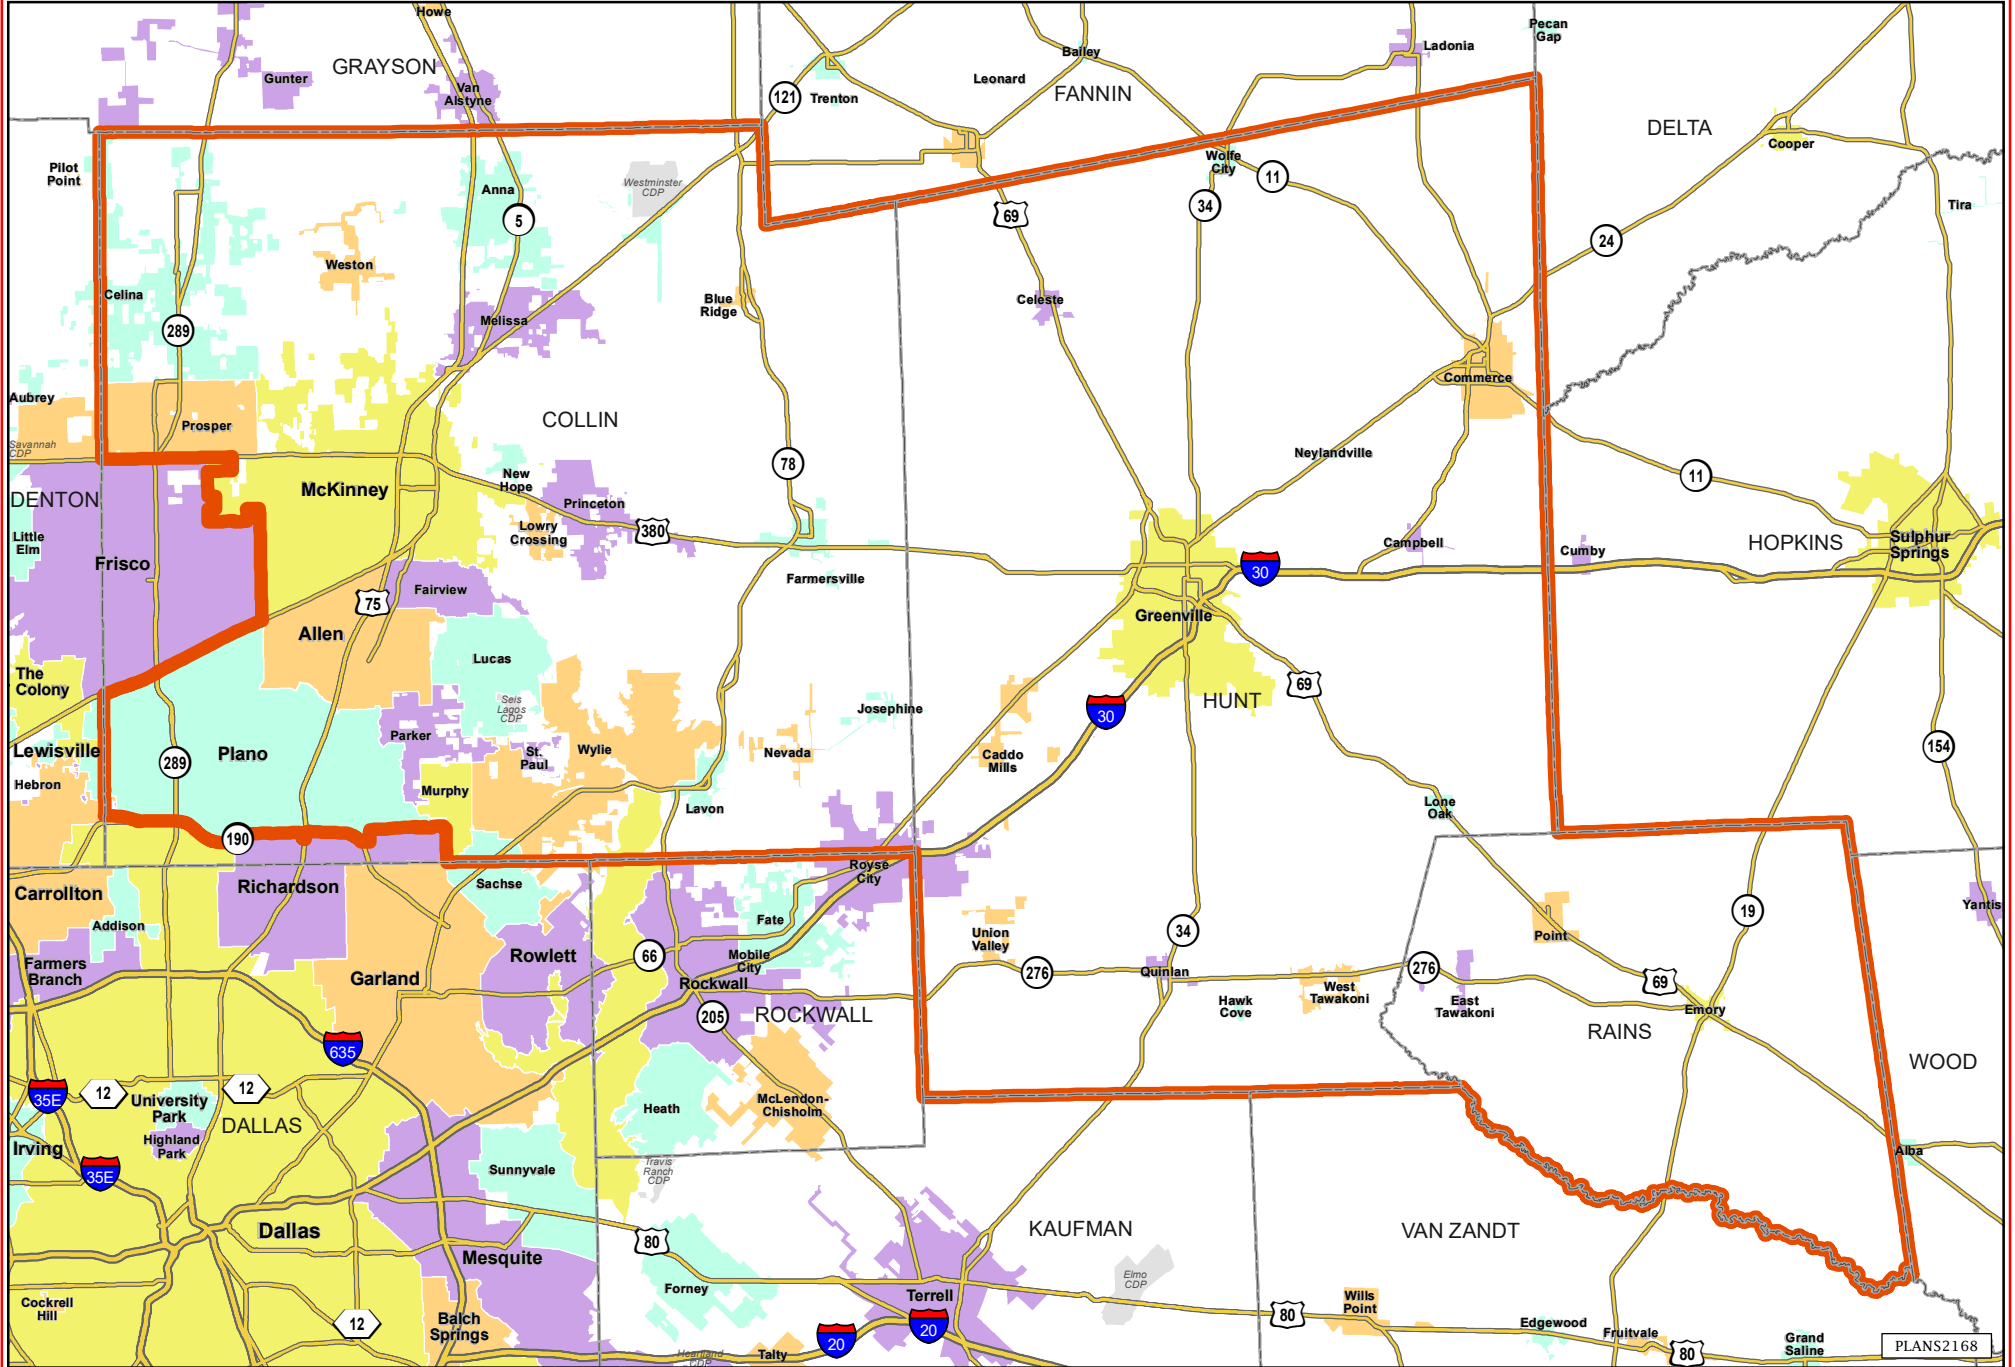 Howe
GRAYSON
Gunter
Van
Alstyne
121
Trenton
Leonard
Bailey
FANNIN
Ladonia
Pecan
Gap
DELTA
Cooper
Pilot
Point
Anna
5
Westminster
CDP
Wolfe
City
11
34
69
24
Tira
Weston
Celina
289
Melissa
Blue
Ridge
Celeste
Commerce
Aubrey
Prosper
Savannah
CDP
COLLIN
DENTON
McKinney
New
Hope
Princeton
Lowry
Crossing
380
78
Neylandville
11
Little
Elm
Frisco
75
Fairview
Farmersville
30
Campbell
Cumby
HOPKINS
Sulphur
Springs
Allen
Greenville
The
Colony
Lucas
Seis
Lagos
CDP
Josephine
30
HUNT
69
Lewisville
Plano
Parker
St.
Paul
Wylie
Nevada
Caddo
Mills
154
289
Hebron
Murphy
Lavon
Lone
Oak
190
Royse
City
Carrollton
Richardson
Sachse
Addison
Fate
Union
Valley
34
Point
19
Yantis
Farmers
Branch
Garland
Rowlett
66
Mobile
City
Rockwall
276
Quinlan
276
West
Tawakoni
East
Tawakoni
Hawk
Cove
69
Emory
205
ROCKWALL
RAINS
635
WOOD
35E
12
12
University
Park
DALLAS
Highland
Park
Irving
35E
Heath
McLendon-
Chisholm
Sunnyvale
Travis
Ranch
CDP
Alba
Dallas
Mesquite
80
KAUFMAN
VAN ZANDT
Forney
Elmo
CDP
Terrell
Cockrell
Hill
12
Balch
Springs
20
20
Heartland
CDP
Talty
80
Wills
Point
Edgewood
Fruitvale
80
Grand
Saline
PLANS2168